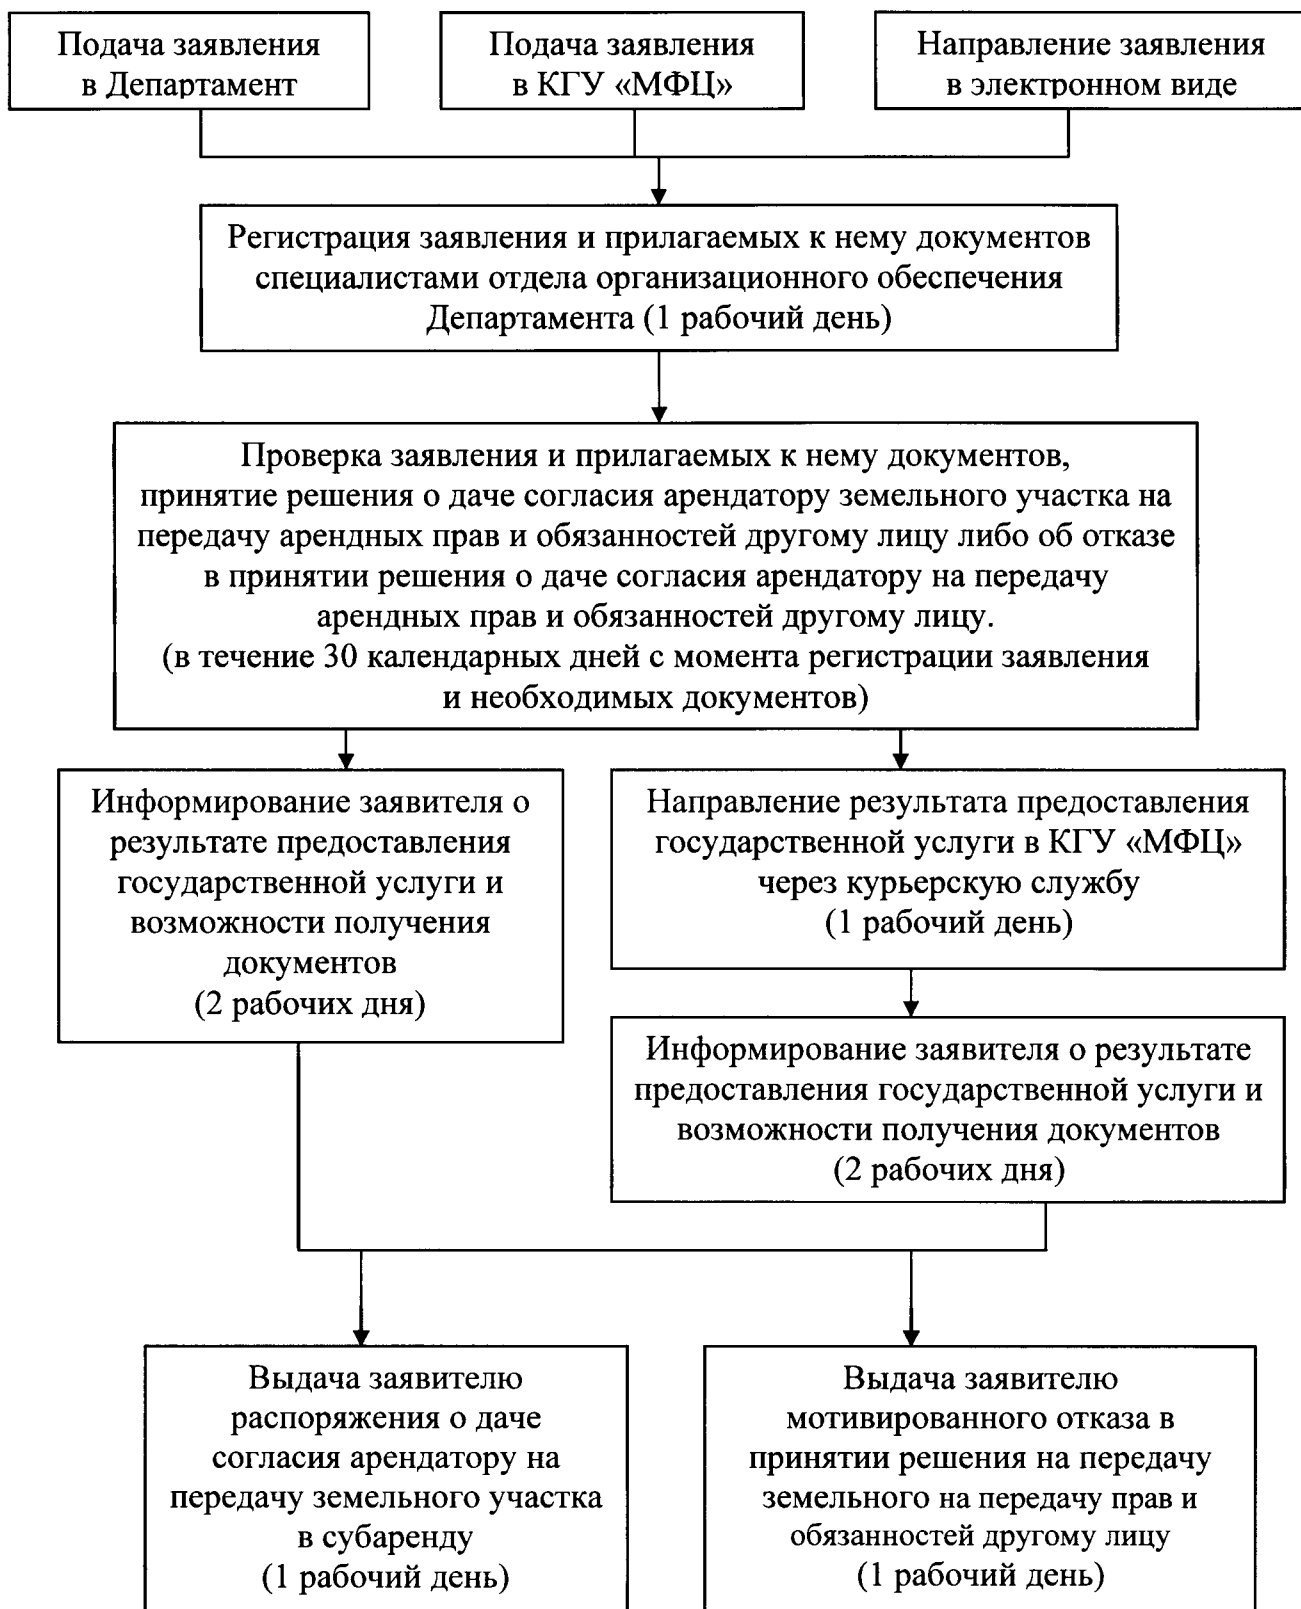 Подача заявления
в Департамент
Подача заявления
в КГУ «МФЦ»
Направление заявления
в электронном виде
Регистрация заявления и прилагаемых к нему документов
специалистами отдела организационного обеспечения
Департамента (1 рабочий день)
Проверка заявления и прилагаемых к нему документов,
принятие решения о даче согласия арендатору земельного участка на
передачу арендных прав и обязанностей другому лицу либо об отказе
в принятии решения о даче согласия арендатору на передачу
арендных прав и обязанностей другому лицу.
(в течение 30 календарных дней с момента регистрации заявления
и необходимых документов)
Информирование заявителя о
результате предоставления
государственной услуги и
возможности получения
документов
(2 рабочих дня)
Направление результата предоставления
государственной услуги в КГУ «МФЦ»
через курьерскую службу
(1 рабочий день)
Информирование заявителя о результате
предоставления государственной услуги и
возможности получения документов
(2 рабочих дня)
Выдача заявителю
распоряжения о даче
согласия арендатору на
передачу земельного участка
в субаренду
(1 рабочий день)
Выдача заявителю
мотивированного отказа в
принятии решения на передачу
земельного на передачу прав и
обязанностей другому лицу
(1 рабочий день)